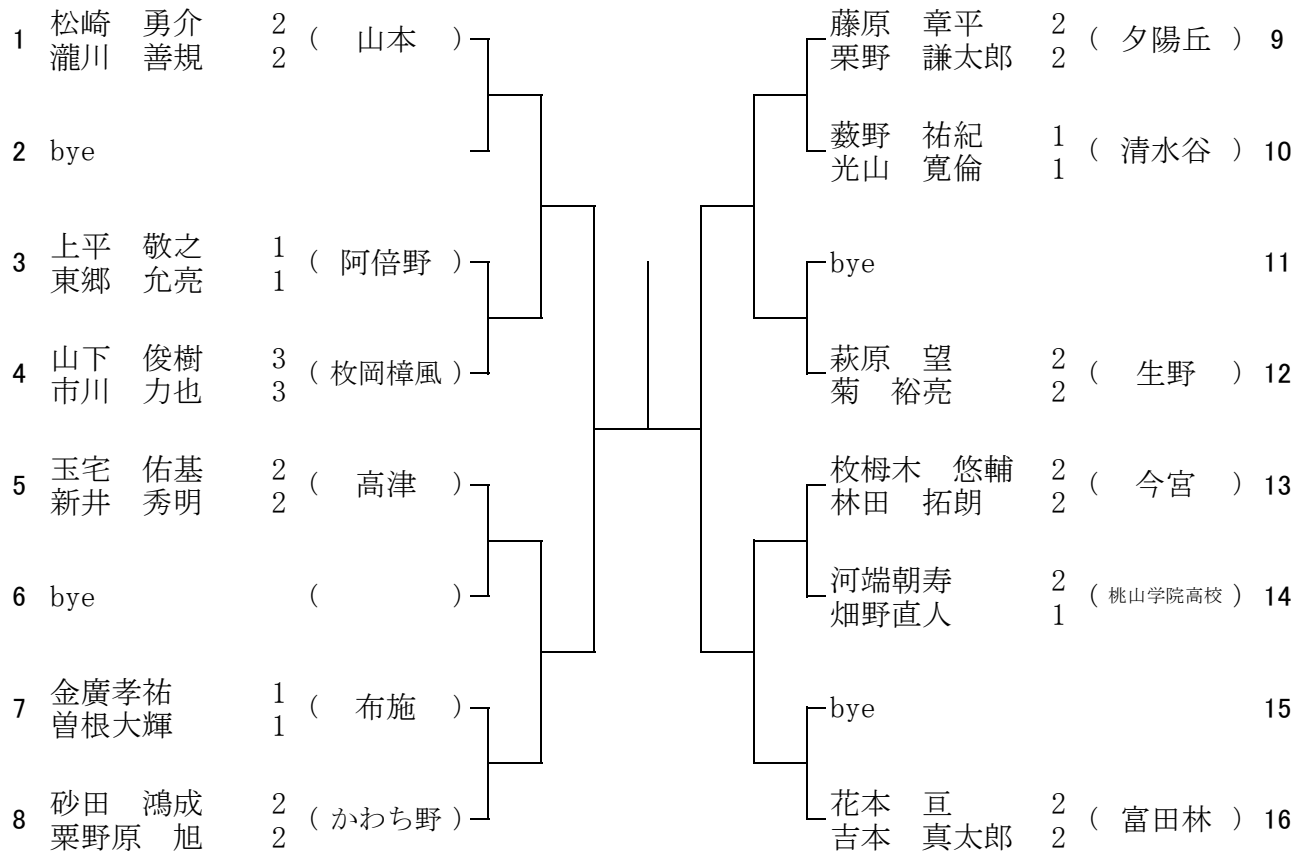 1 松崎　勇介 2 ( 山本 )
瀧川　善規 2
2 bye
3 上平　敬之 1 ( 阿倍野 )
東郷　允亮 1
4 山下　俊樹 3 ( 枚岡樟風 )
市川　力也 3
5 玉宅　佑基 2 ( 高津 )
新井　秀明 2
6 bye ( )
7 金廣孝祐 1 ( 布施 )
曽根大輝 1
8 砂田　鴻成 2 ( かわち野 )
粟野原　旭 2
藤原　章平 2 ( 夕陽丘 ) 9
栗野　謙太郎 2
薮野　祐紀 1 ( 清水谷 ) 10
光山　寛倫 1
bye 11
萩原　望 2 ( 生野 ) 12
菊　裕亮 2
枚栂木　悠輔 2 ( 今宮 ) 13
林田　拓朗 2
河端朝寿 2 ( 桃山学院高校 ) 14
畑野直人 1
bye 15
花本　亘 2 ( 富田林 ) 16
吉本　真太郎 2